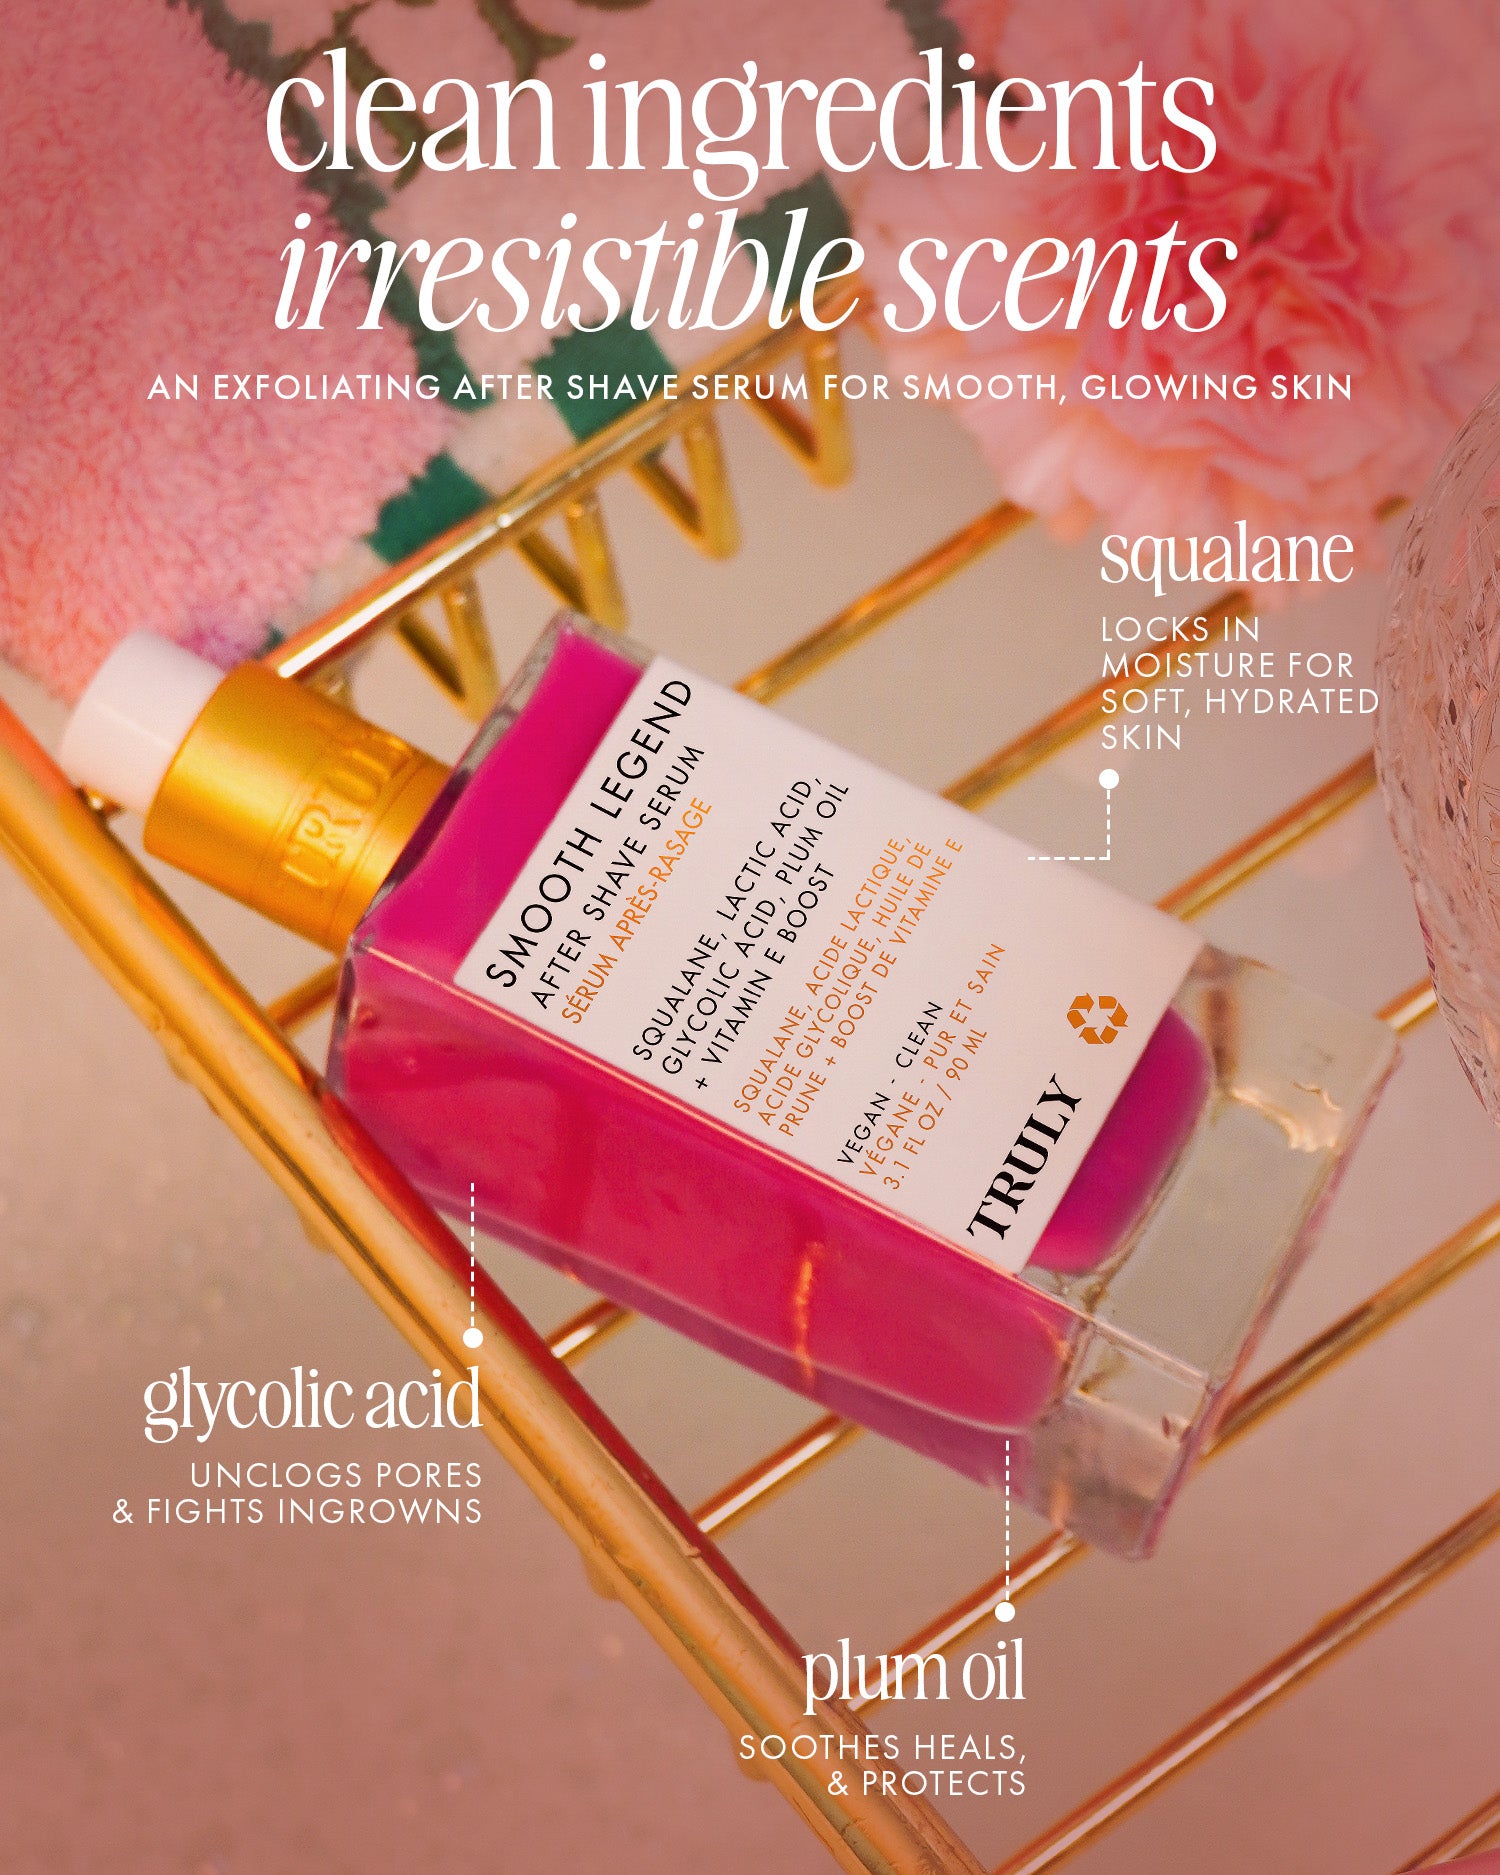 clean ingredients
irresistible scents
AN EXFOLIATING AFTER SHAVE SERUM FOR SMOOTH, GLOWING SKIN
squalane
LOCKS IN
MOISTURE FOR
SOFT, HYDRATED
SKIN
TRULY
SMOOTH LEGEND
AFTER SHAVE SERUM
SÉRUM APRÈS-RASAGE
SQUALANE, LACTIC ACID,
GLYCOLIC ACID, PLUM OIL
+ VITAMIN E BOOST
SQUALANE, ACIDE LACTIQUE,
ACIDE GLYCOLIQUE, HUILE DE
PRUNE + BOOST DE VITAMINE E
VEGAN - CLEAN
VÉGANE - PUR ET SAIN
3.1 FL OZ / 90 ML
TRULY
glycolic acid
UNCLOGS PORES
& FIGHTS INGROWNS
plum oil
SOOTHES HEALS,
& PROTECTS